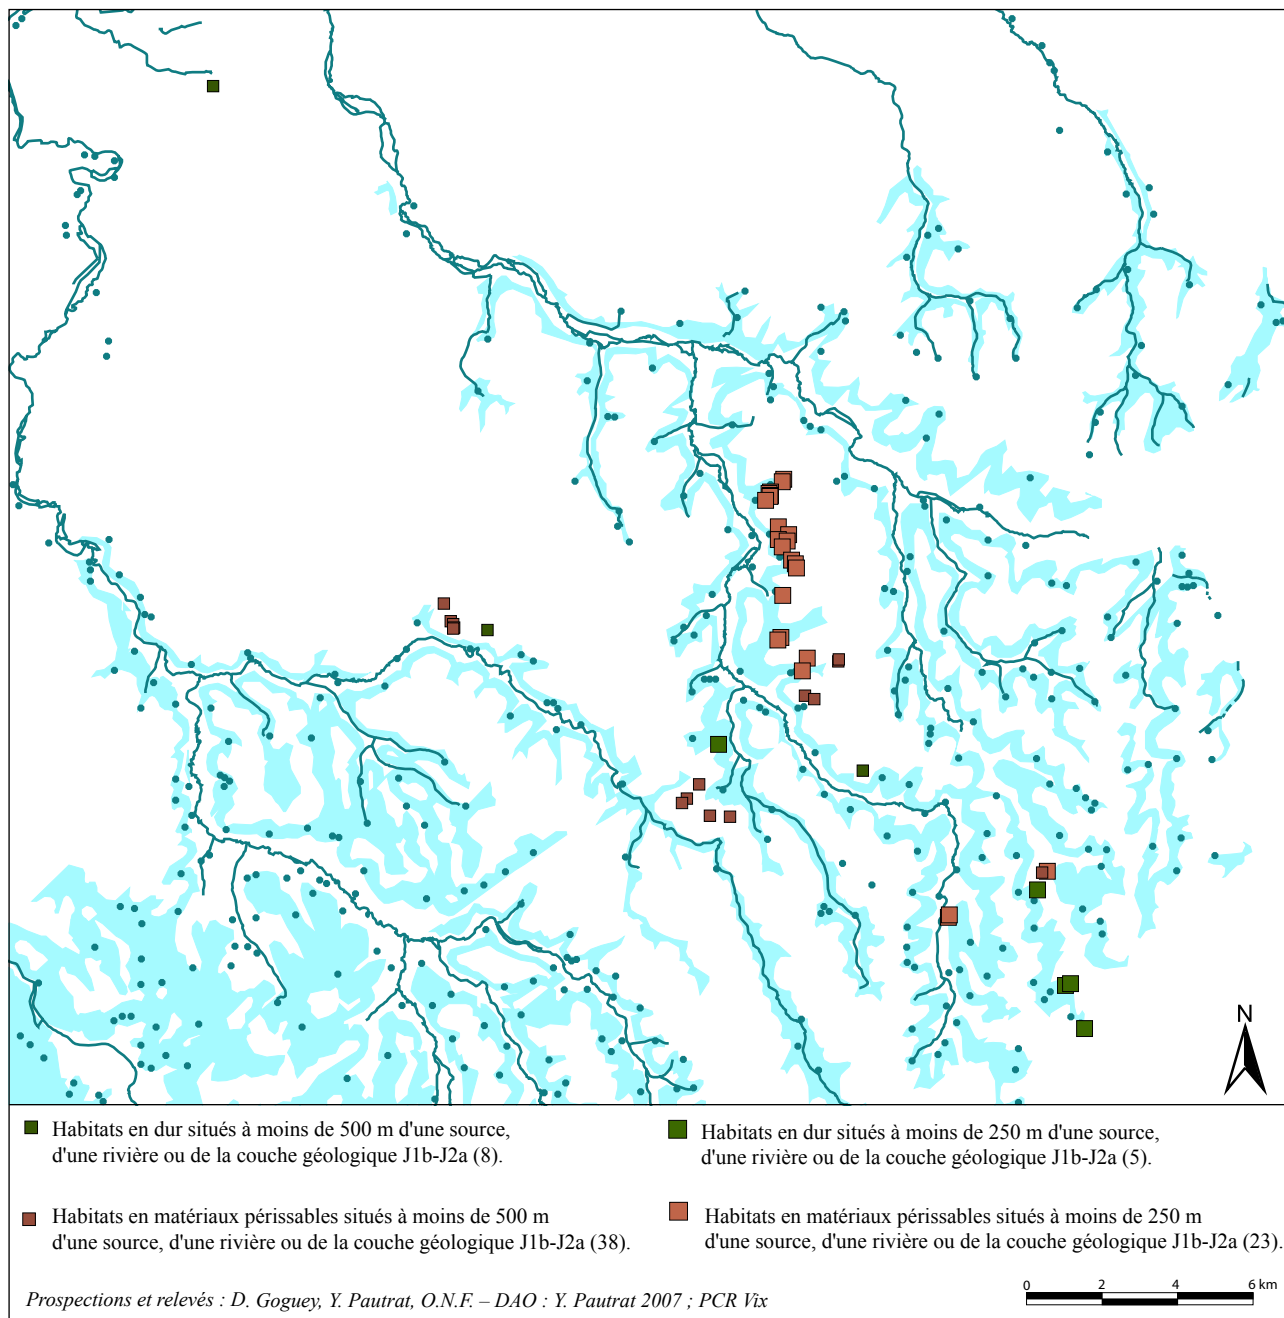 N
Habitats en dur situés à moins de 500 m d'une source,
d'une rivière ou de la couche géologique J1b-J2a (8).
Habitats en dur situés à moins de 250 m d'une source,
d'une rivière ou de la couche géologique J1b-J2a (5).
Habitats en matériaux périssables situés à moins de 500 m
d'une source, d'une rivière ou de la couche géologique J1b-J2a (38).
Habitats en matériaux périssables situés à moins de 250 m
d'une source, d'une rivière ou de la couche géologique J1b-J2a (23).
Prospections et relevés : D. Goguey, Y. Pautrat, O.N.F. – DAO : Y. Pautrat 2007 ; PCR Vix
0 2 4 6 km